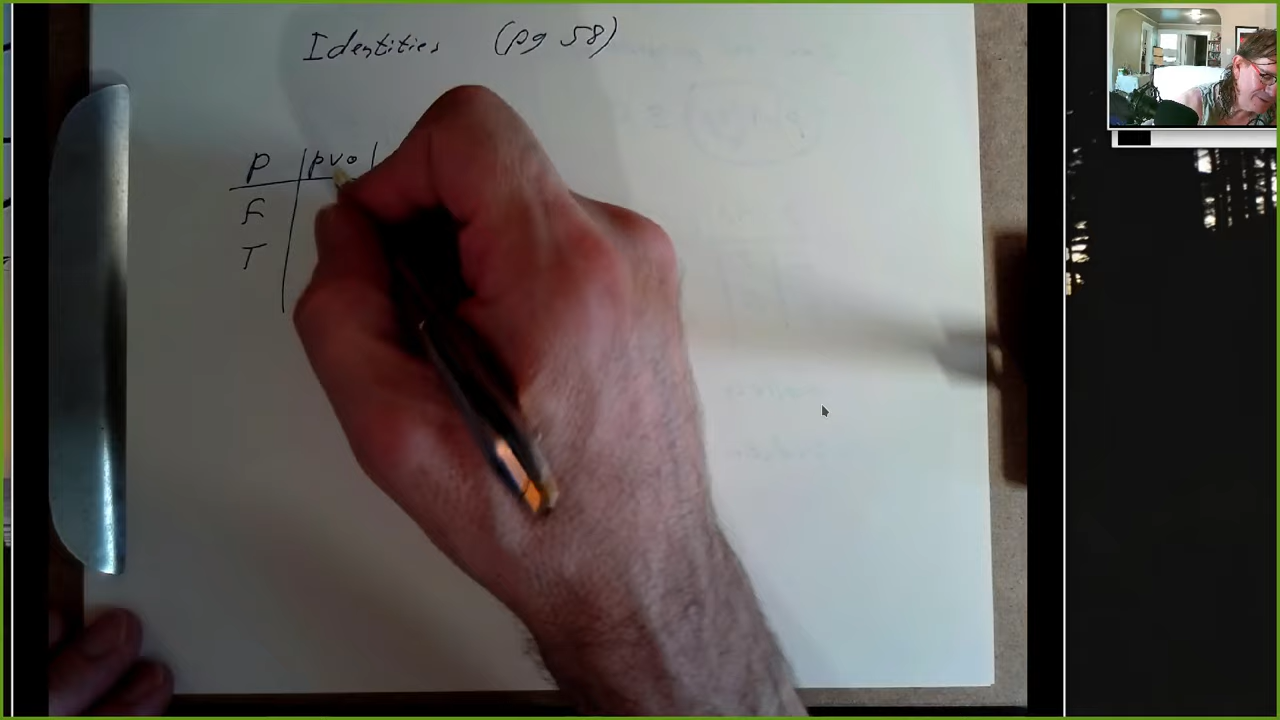 Identities (pg 58)
p | p v o |
F
T